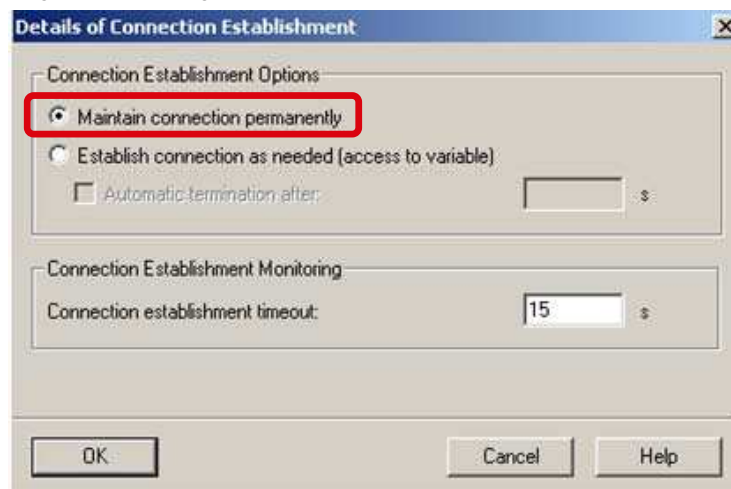 Details of Connection Establishment
Connection Establishment Options
Maintain connection permanently
Establish connection as needed (access to variable)
Automatic termination after: s
Connection Establishment Monitoring
Connection establishment timeout: 15 s
OK Cancel Help